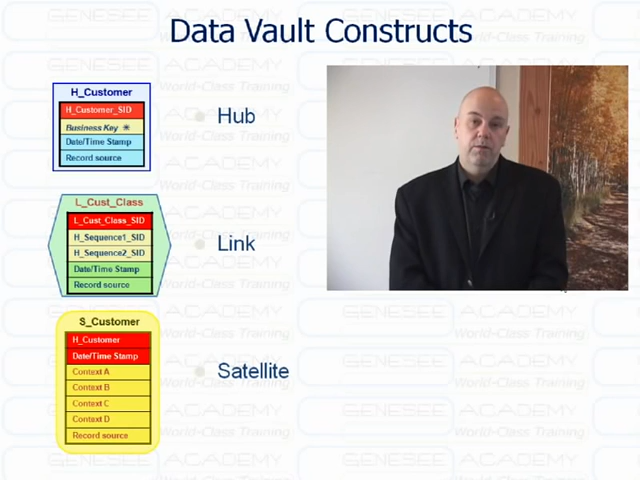 Data Vault Constructs
H_Customer
H_Customer_SID
Business Key ✳
Date/Time Stamp
Record source
Hub
L_Cust_Class
L_Cust_Class_SID
H_Sequence1_SID
H_Sequence2_SID
Date/Time Stamp
Record source
Link
S_Customer
H_Customer
Date/Time Stamp
Context A
Context B
Context C
Context D
Record source
Satellite
GENESEE ACADEMY
World-Class Training